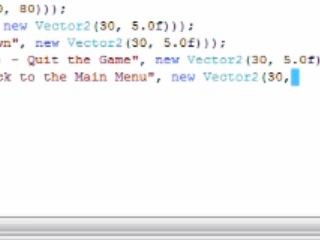 , 80)));
new Vector2(30, 5.0f)));
wn", new Vector2(30, 5.0f)));
- Quit the Game", new Vector2(30, 5.0f)
ck to the Main Menu", new Vector2(30,